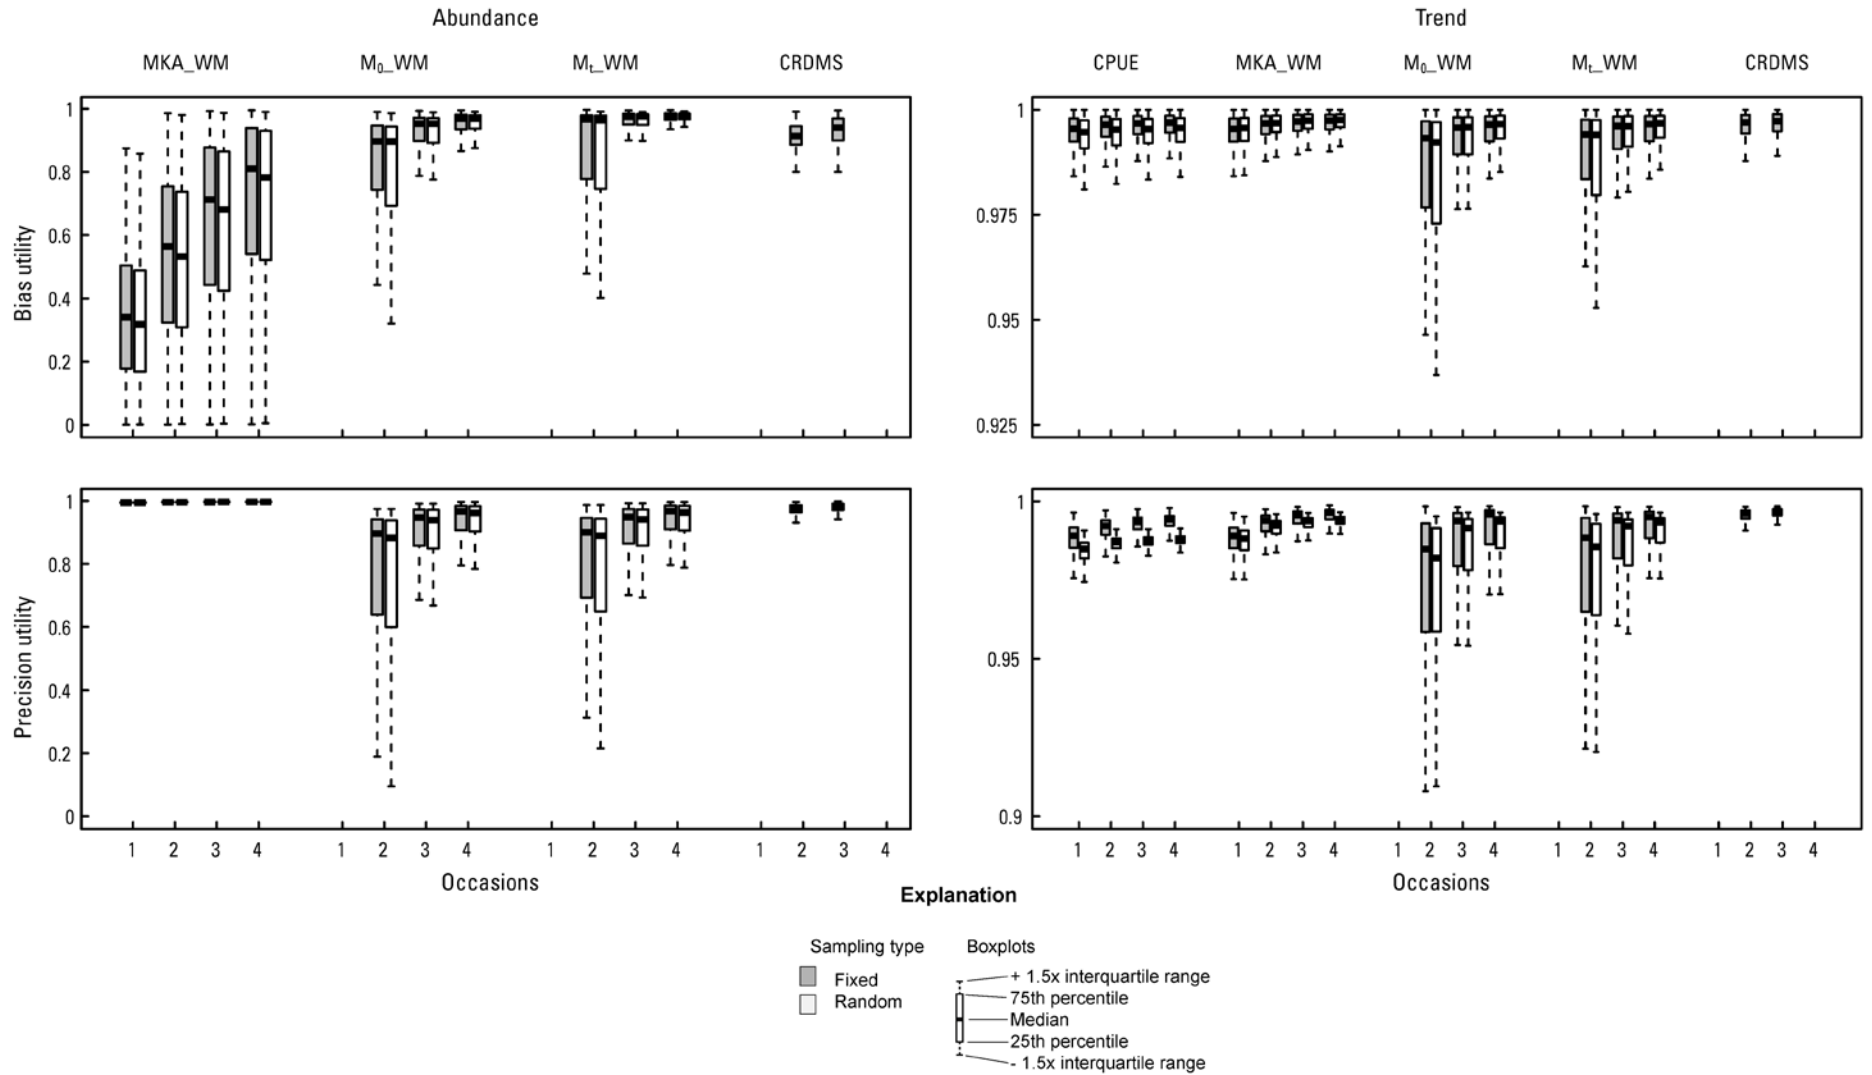 Abundance
Trend
MKA_WM M0_WM Mt_WM CRDMS
CPUE MKA_WM M0_WM Mt_WM CRDMS
Bias utility
1
0.8
0.6
0.4
0.2
0
1
0.975
0.95
0.925
Precision utility
1
0.8
0.6
0.4
0.2
0
1
0.95
0.9
1 2 3 4 1 2 3 4 1 2 3 4 1 2 3 4
Occasions
1 2 3 4 1 2 3 4 1 2 3 4 1 2 3 4 1 2 3 4
Occasions
Explanation
Sampling type
Fixed
Random
Boxplots
+ 1.5x interquartile range
75th percentile
Median
25th percentile
- 1.5x interquartile range